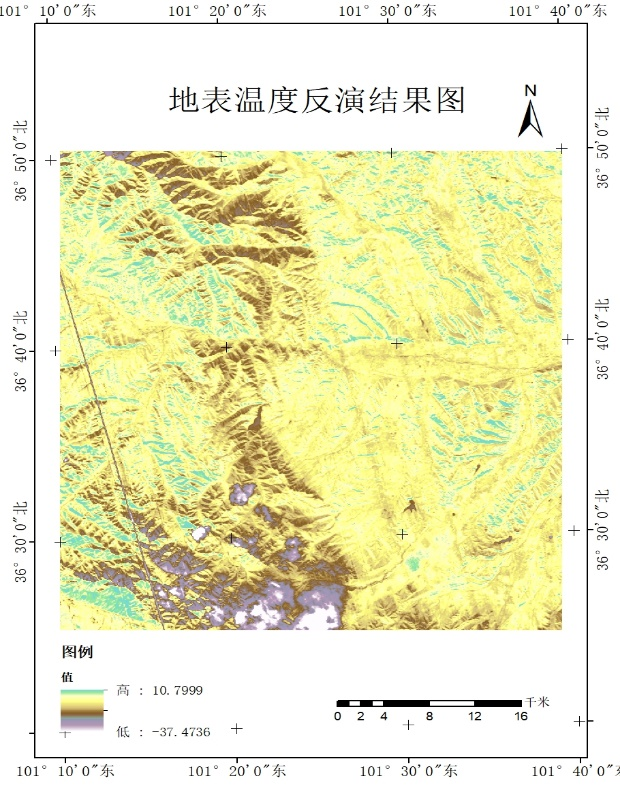 101° 10'0"东 101° 20'0"东 101° 30'0"东 101° 40'0"东
地表温度反演结果图
N
36° 50'0"北
36° 50'0"北
36° 40'0"北
36° 40'0"北
36° 30'0"北
36° 30'0"北
图例
值
高 : 10.7999
低 : -37.4736
千米
0 2 4 8 12 16
101° 10'0"东 101° 20'0"东 101° 30'0"东 101° 40'0"东